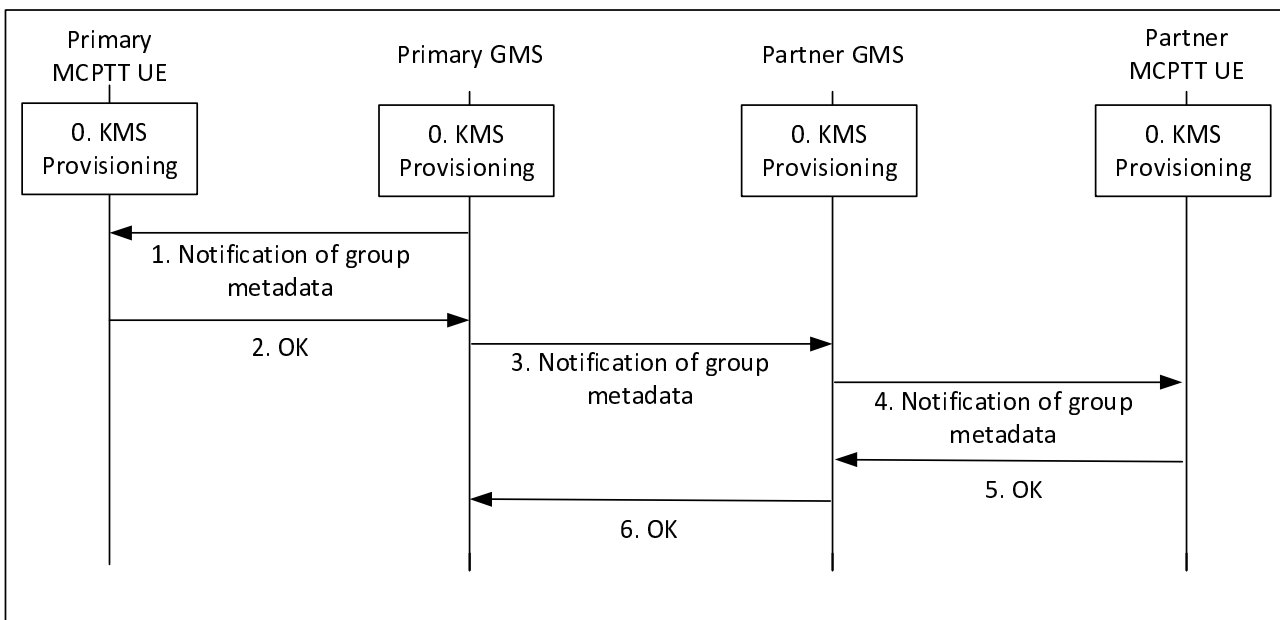 Primary
MCPTT UE
Primary GMS
Partner GMS
Partner
MCPTT UE
0. KMS
Provisioning
0. KMS
Provisioning
0. KMS
Provisioning
0. KMS
Provisioning
1. Notification of group
metadata
2. OK
3. Notification of group
metadata
4. Notification of group
metadata
5. OK
6. OK